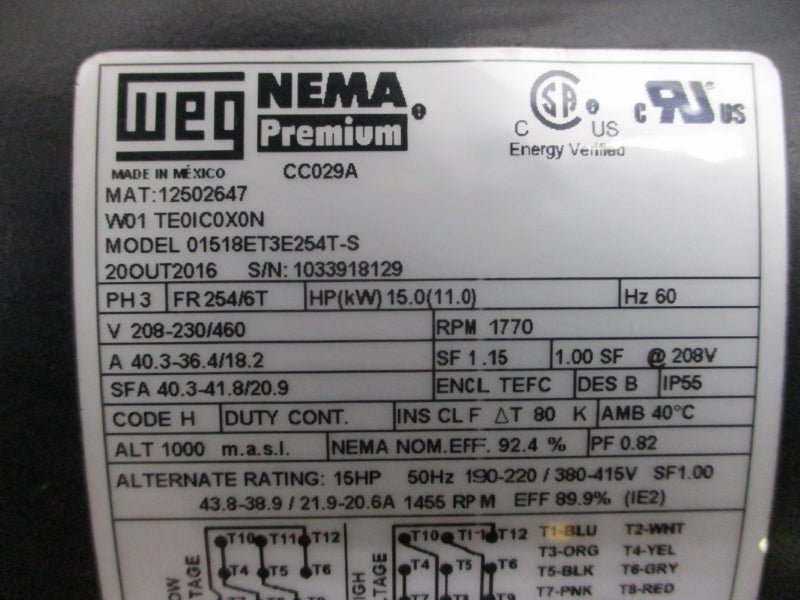 weg NEMA Premium
CSA C US Energy Verified
c RU US
MADE IN MÉXICO
CC029A
MAT:12502647
W01 TE0IC0X0N
MODEL 01518ET3E254T-S
20OUT2016 S/N: 1033918129
PH 3 FR 254/6T HP(kW) 15.0(11.0) Hz 60
V 208-230/460 RPM 1770
A 40.3-36.4/18.2 SF 1.15 1.00 SF @ 208V
SFA 40.3-41.8/20.9 ENCL TEFC DES B IP55
CODE H DUTY CONT. INS CL F ΔT 80 K AMB 40°C
ALT 1000 m.a.s.l. NEMA NOM.EFF. 92.4 % PF 0.82
ALTERNATE RATING: 15HP 50Hz 190-220 / 380-415V SF1.00
43.8-38.9 / 21.9-20.6A 1455 RPM EFF 89.9% (IE2)
T10 T11 T12 T10 T11 T12 T1-BLU T2-WHT
T3-ORG T4-YEL
T4 T5 T6 T4 T5 T6 T5-BLK T6-GRY
T7-PNK T8-RED